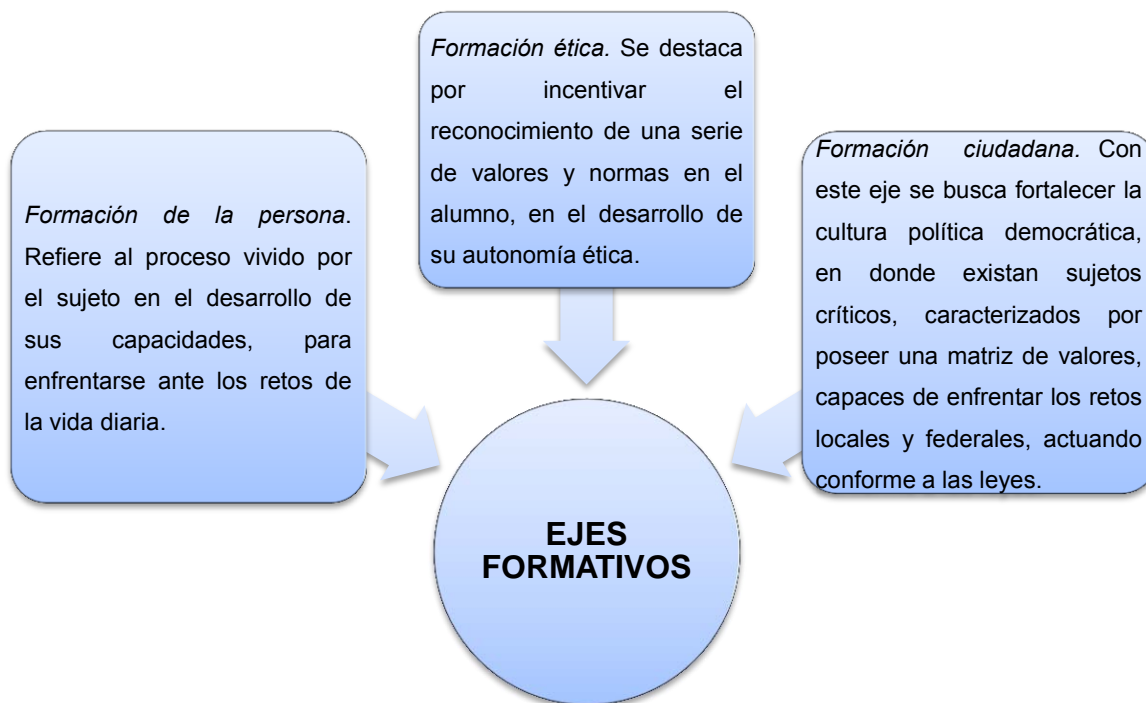 Formación de la persona.
Refiere al proceso vivido por
el sujeto en el desarrollo de
sus capacidades, para
enfrentarse ante los retos de
la vida diaria.
Formación ética. Se destaca
por incentivar el
reconocimiento de una serie
de valores y normas en el
alumno, en el desarrollo de
su autonomía ética.
Formación ciudadana. Con
este eje se busca fortalecer la
cultura política democrática,
en donde existan sujetos
críticos, caracterizados por
poseer una matriz de valores,
capaces de enfrentar los retos
locales y federales, actuando
conforme a las leyes.
EJES
FORMATIVOS